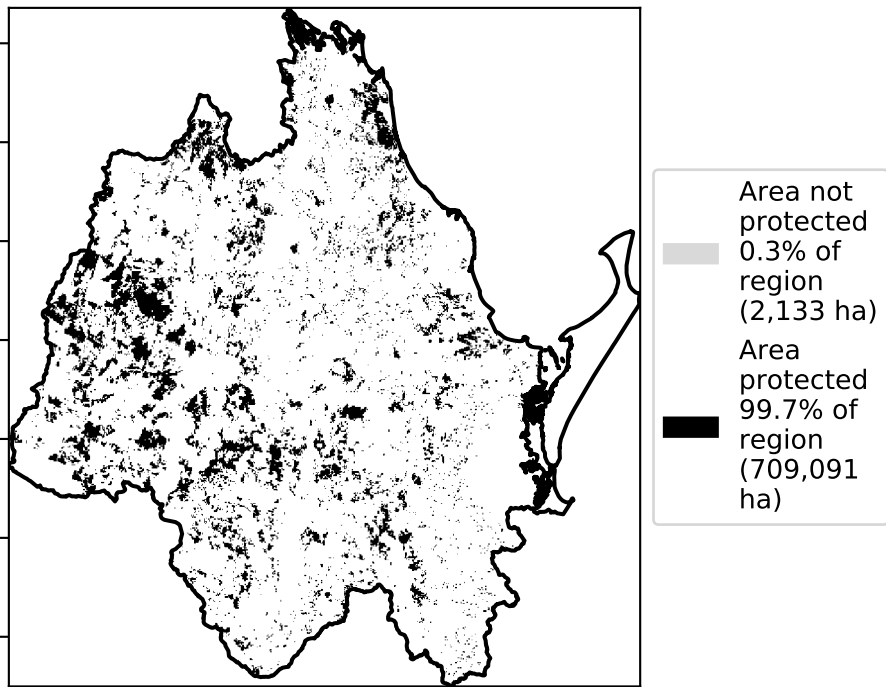 Area not
protected
0.3% of
region
(2,133 ha)
Area
protected
99.7% of
region
(709,091
ha)